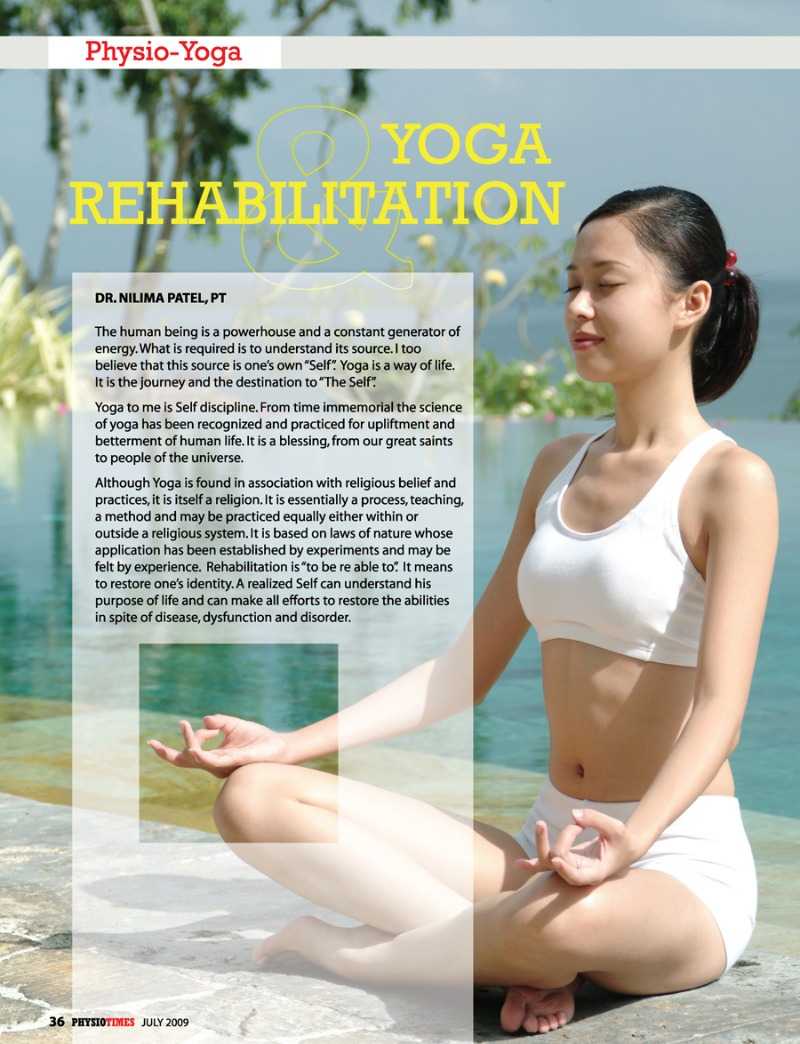 Physio-Yoga
YOGA
&
REHABILITATION
DR. NILIMA PATEL, PT
The human being is a powerhouse and a constant generator of
energy. What is required is to understand its source. I too
believe that this source is one's own “Self”. Yoga is a way of life.
It is the journey and the destination to “The Self”.
Yoga to me is Self discipline. From time immemorial the science
of yoga has been recognized and practiced for upliftment and
betterment of human life. It is a blessing, from our great saints
to people of the universe.
Although Yoga is found in association with religious belief and
practices, it is itself a religion. It is essentially a process, teaching,
a method and may be practiced equally either within or
outside a religious system. It is based on laws of nature whose
application has been established by experiments and may be
felt by experience. Rehabilitation is “to be re able to”. It means
to restore one's identity. A realized Self can understand his
purpose of life and can make all efforts to restore the abilities
in spite of disease, dysfunction and disorder.
36 PHYSIOTIMES JULY 2009